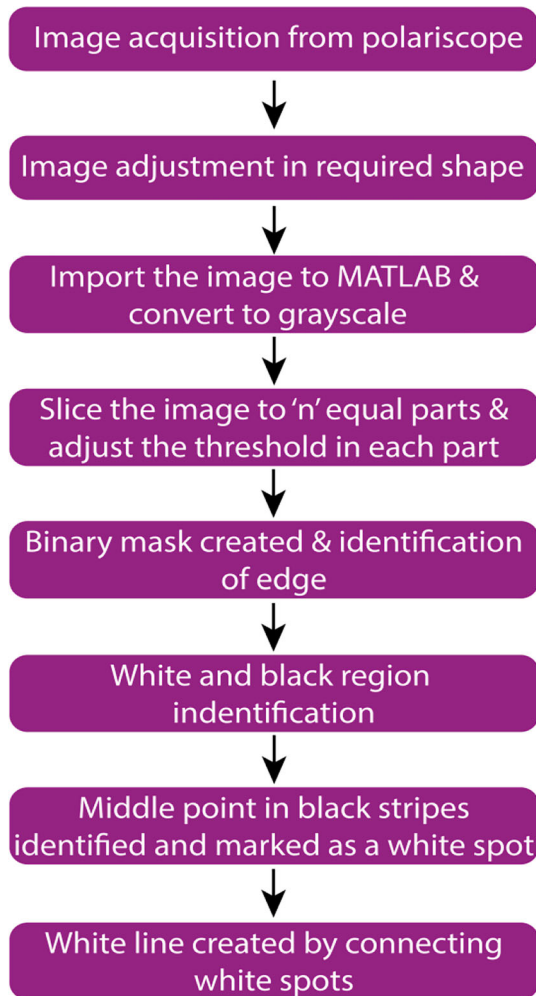 Image acquisition from polariscope
Image adjustment in required shape
Import the image to MATLAB &
convert to grayscale
Slice the image to ‘n’ equal parts &
adjust the threshold in each part
Binary mask created & identification
of edge
White and black region
indentification
Middle point in black stripes
identified and marked as a white spot
White line created by connecting
white spots